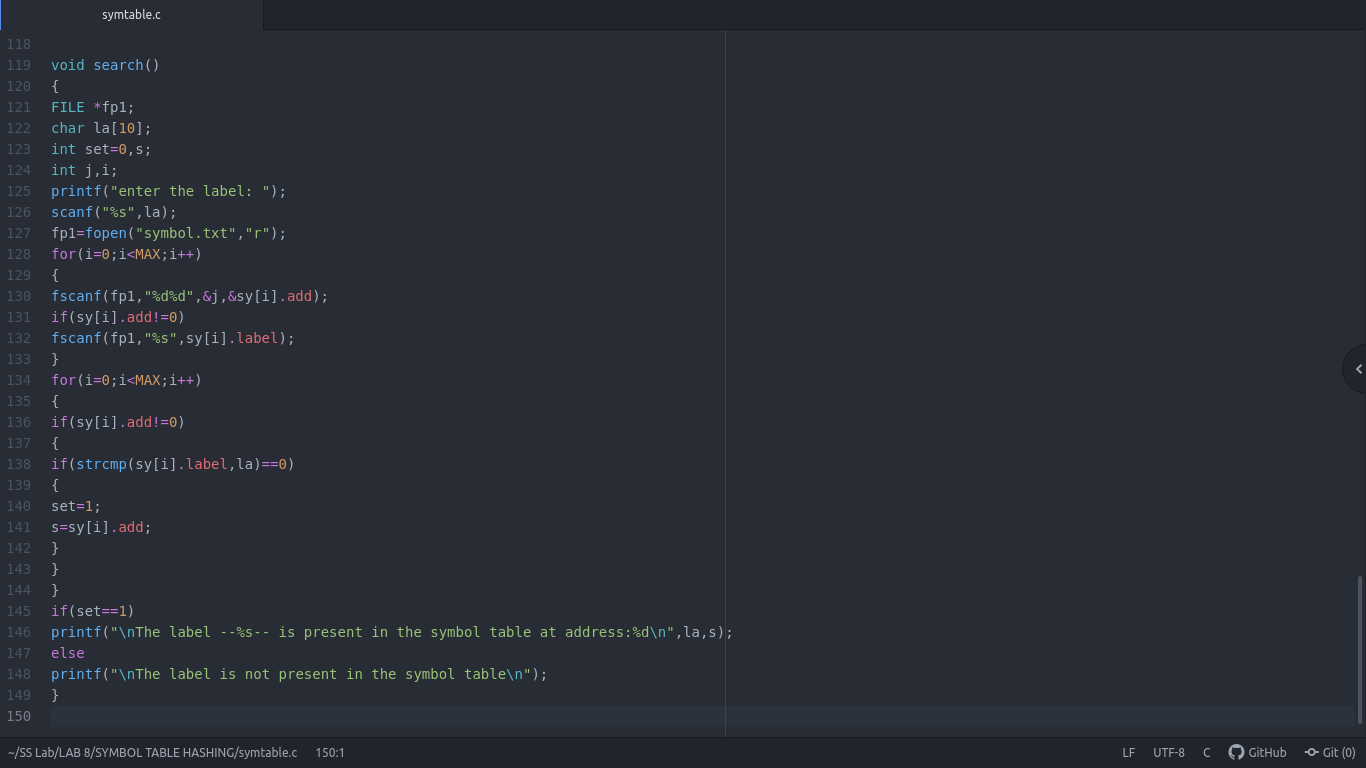 symtable.c
118
119 void search()
120 {
121 FILE *fp1;
122 char la[10];
123 int set=0,s;
124 int j,i;
125 printf("enter the label: ");
126 scanf("%s",la);
127 fp1=fopen("symbol.txt","r");
128 for(i=0;i<MAX;i++)
129 {
130 fscanf(fp1,"%d%d",&j,&sy[i].add);
131 if(sy[i].add!=0)
132 fscanf(fp1,"%s",sy[i].label);
133 }
134 for(i=0;i<MAX;i++)
135 {
136 if(sy[i].add!=0)
137 {
138 if(strcmp(sy[i].label,la)==0)
139 {
140 set=1;
141 s=sy[i].add;
142 }
143 }
144 }
145 if(set==1)
146 printf("\nThe label --%s-- is present in the symbol table at address:%d\n",la,s);
147 else
148 printf("\nThe label is not present in the symbol table\n");
149 }
150
~/SS Lab/LAB 8/SYMBOL TABLE HASHING/symtable.c 150:1 LF UTF-8 C GitHub Git (0)